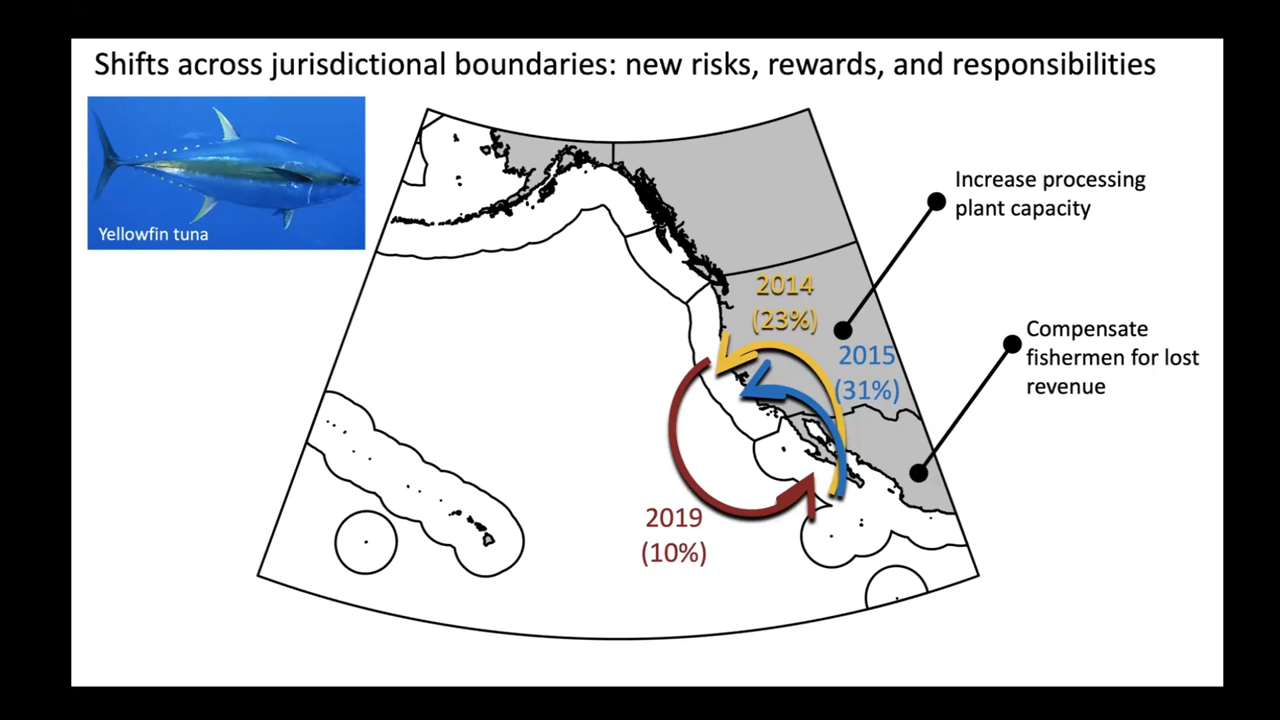 Shifts across jurisdictional boundaries: new risks, rewards, and responsibilities
Yellowfin tuna
Increase processing
plant capacity
2014
(23%)
2015
(31%)
Compensate
fishermen for lost
revenue
2019
(10%)